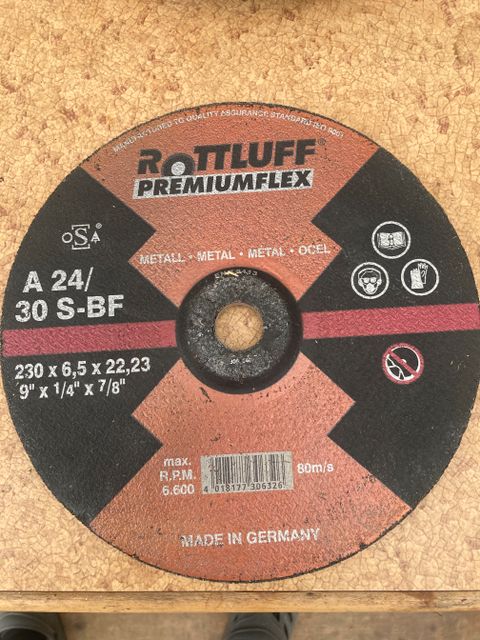 MANUFACTURED TO QUALITY ASSURANCE STANDARD ISO 9001
ROTTLUFF®
PREMIUMFLEX
oSa®
METALL • METAL • MÉTAL • OCEL
A 24/
30 S-BF
230 x 6,5 x 22,23
9" x 1/4" x 7/8"
max.
R.P.M.
6.600
4 018177 306326
80m/s
MADE IN GERMANY